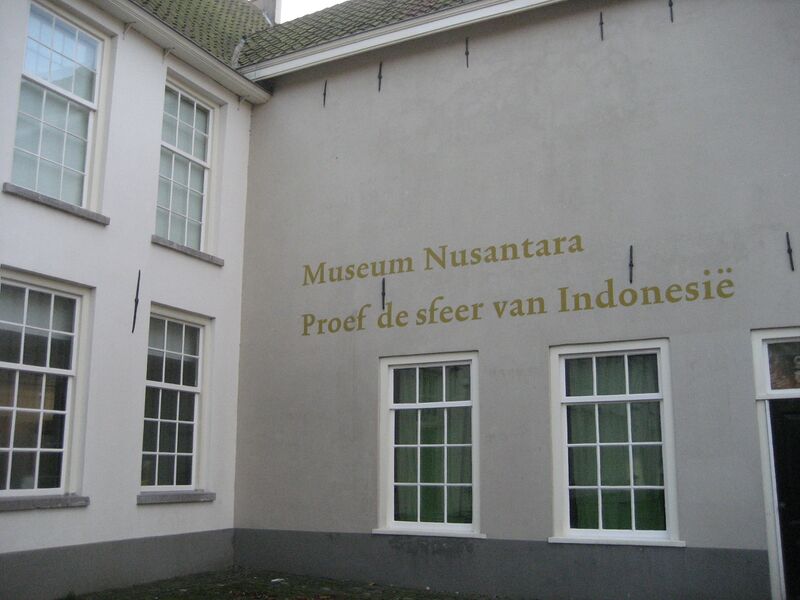 Museum Nusantara
Proef de sfeer van Indonesië